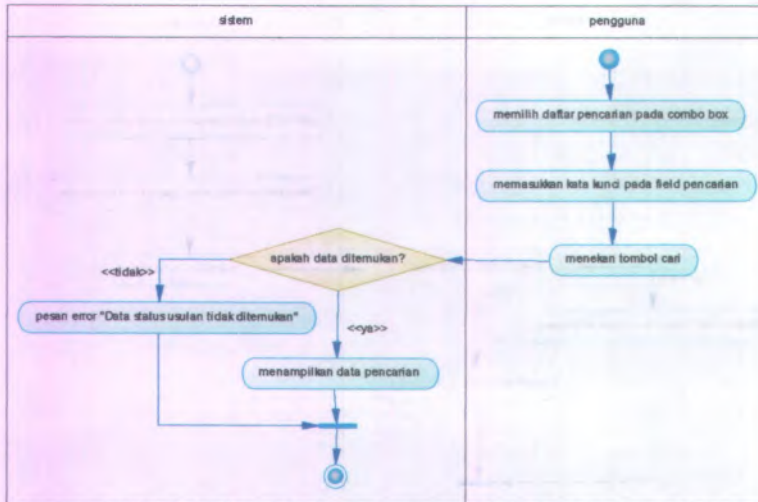 sistem
pengguna
memilih daftar pencarian pada combo box
memasukkan kata kunci pada field pencarian
menekan tombol cari
apakah data ditemukan?
<<tidak>>
pesan error "Data status usulan tidak ditemukan"
<<ya>>
menampilkan data pencarian